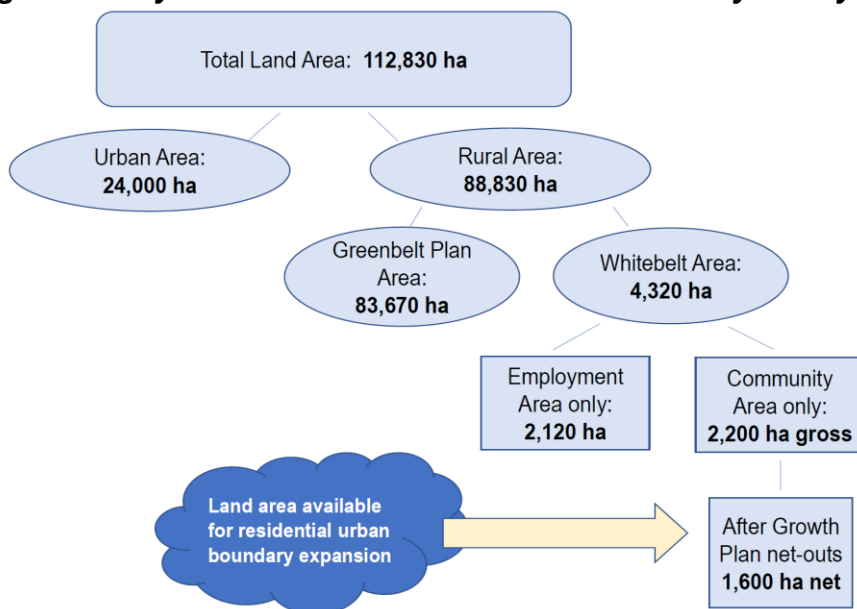 Total Land Area: 112,830 ha
Urban Area:
24,000 ha
Rural Area:
88,830 ha
Greenbelt Plan
Area:
83,670 ha
Whitebelt Area:
4,320 ha
Employment
Area only:
2,120 ha
Community
Area only:
2,200 ha gross
Land area available
for residential urban
boundary expansion
After Growth
Plan net-outs
1,600 ha net